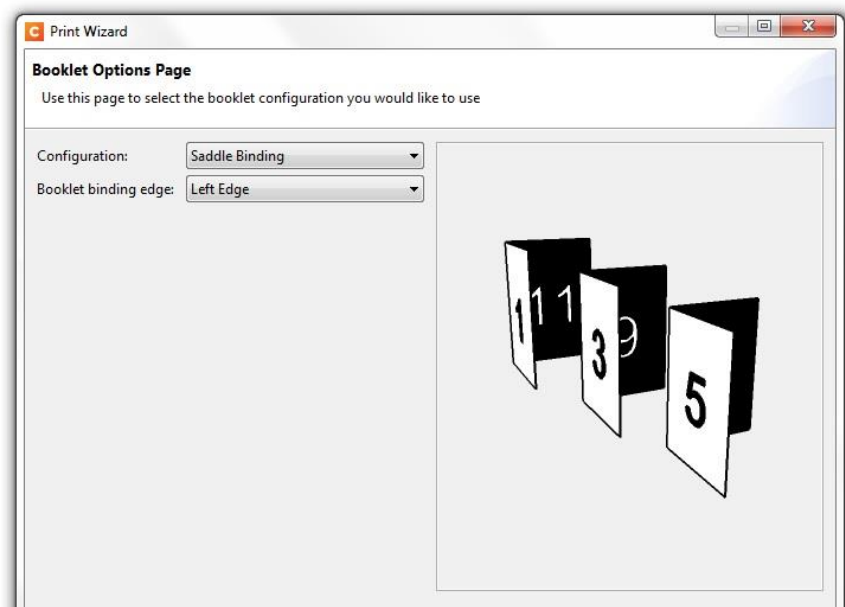 C Print Wizard
Booklet Options Page
Use this page to select the booklet configuration you would like to use
Configuration: Saddle Binding
Booklet binding edge: Left Edge
1 11 3 9 5